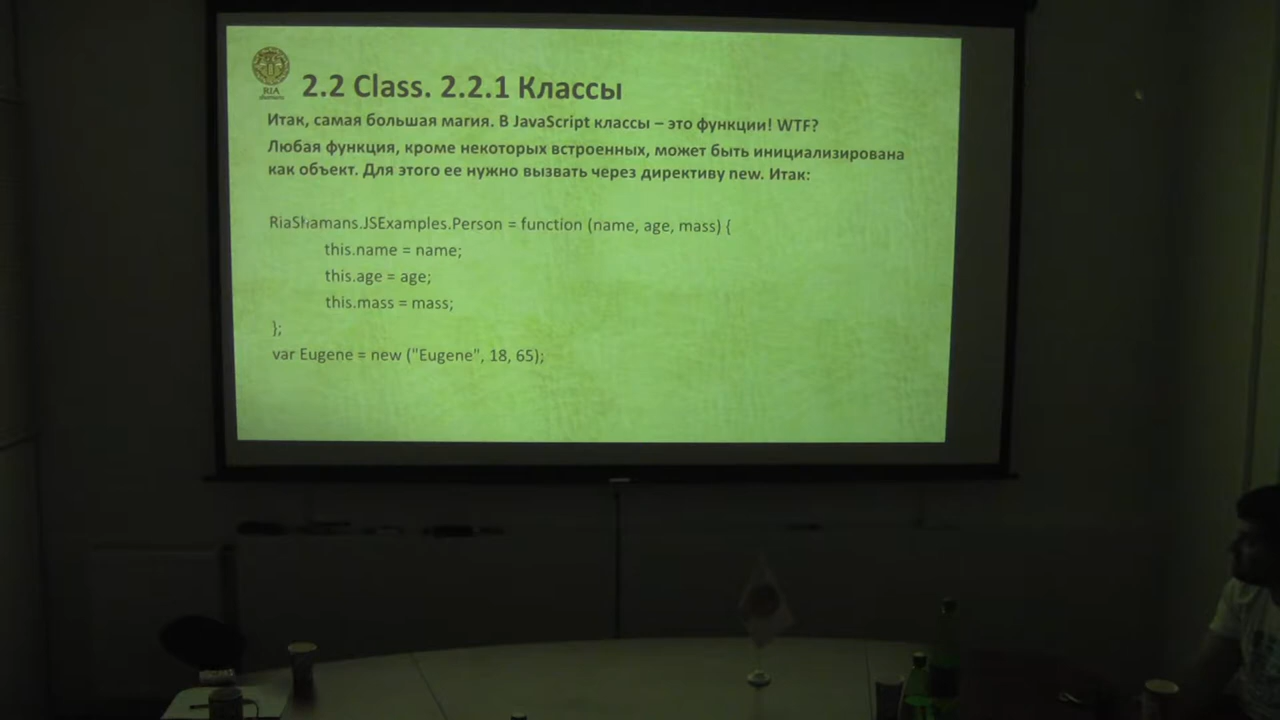 RIA
2.2 Class. 2.2.1 Классы
Итак, самая большая магия. В JavaScript классы – это функции! WTF?
Любая функция, кроме некоторых встроенных, может быть инициализирована
как объект. Для этого ее нужно вызвать через директиву new. Итак:
RiaShamans.JSExamples.Person = function (name, age, mass) {
this.name = name;
this.age = age;
this.mass = mass;
};
var Eugene = new ("Eugene", 18, 65);